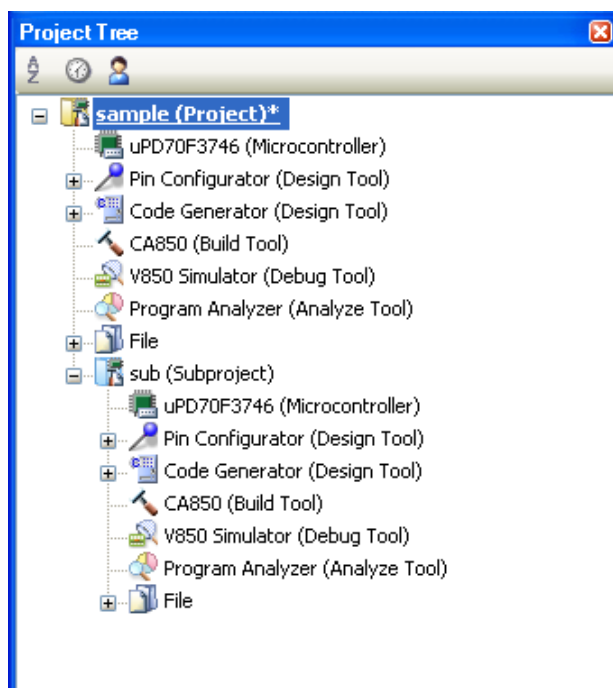 Project Tree
sample (Project)*
uPD70F3746 (Microcontroller)
Pin Configurator (Design Tool)
Code Generator (Design Tool)
CA850 (Build Tool)
V850 Simulator (Debug Tool)
Program Analyzer (Analyze Tool)
File
sub (Subproject)
uPD70F3746 (Microcontroller)
Pin Configurator (Design Tool)
Code Generator (Design Tool)
CA850 (Build Tool)
V850 Simulator (Debug Tool)
Program Analyzer (Analyze Tool)
File